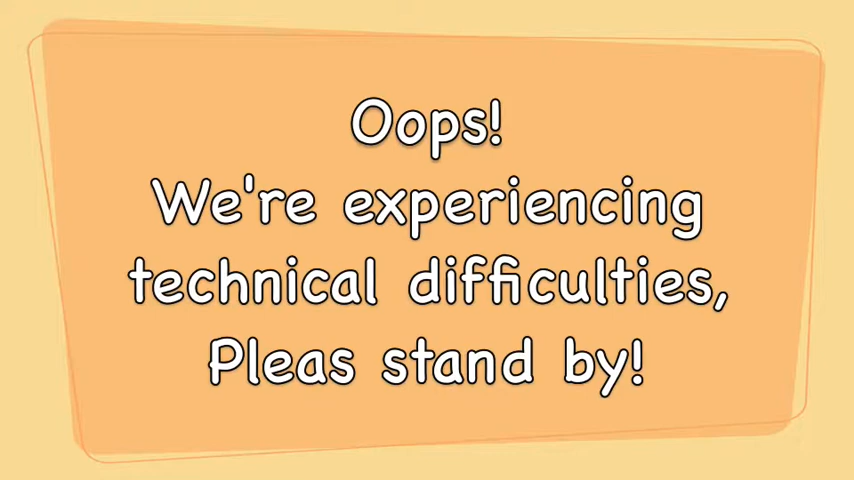 Oops!
We're experiencing
technical difficulties,
Pleas stand by!